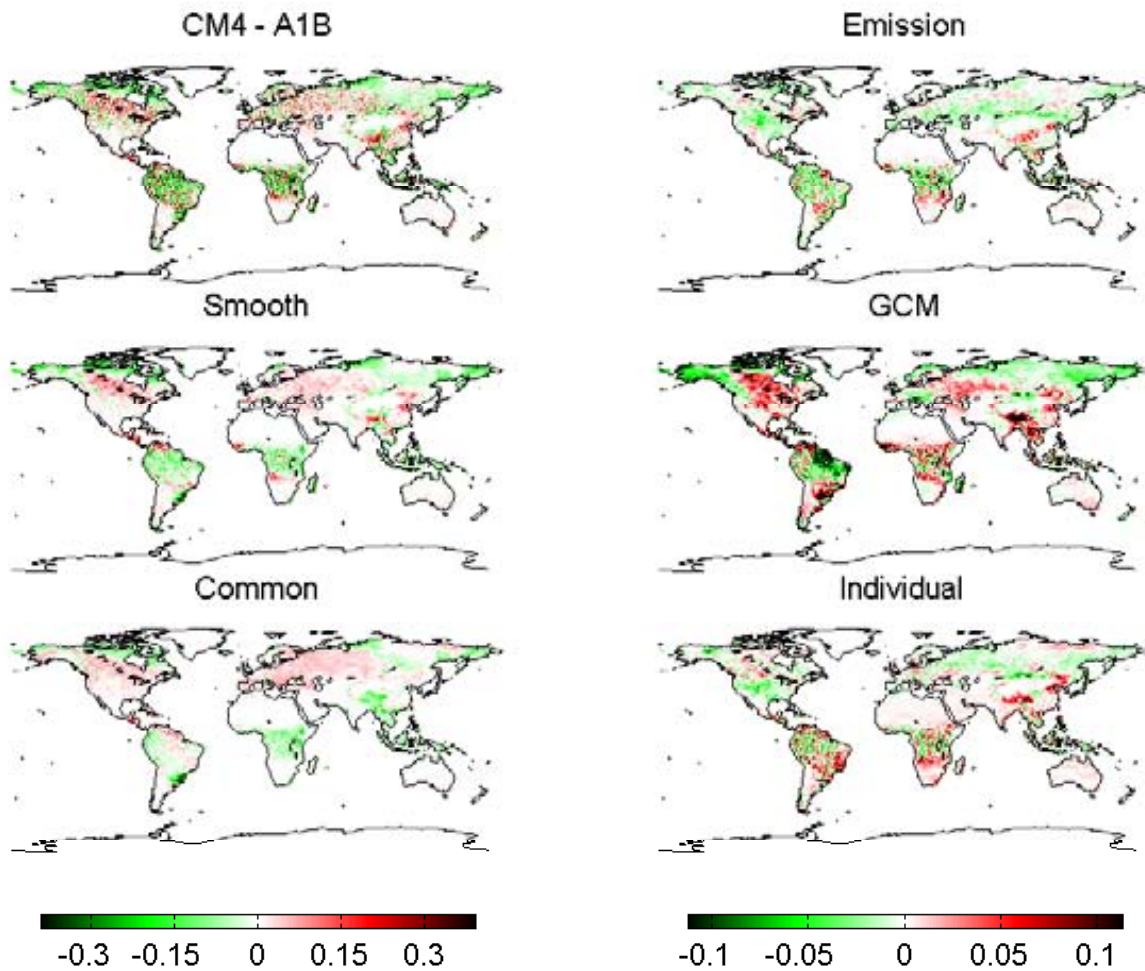 CM4 - A1B
Emission
Smooth
GCM
Common
Individual
-0.3 -0.15 0 0.15 0.3
-0.1 -0.05 0 0.05 0.1